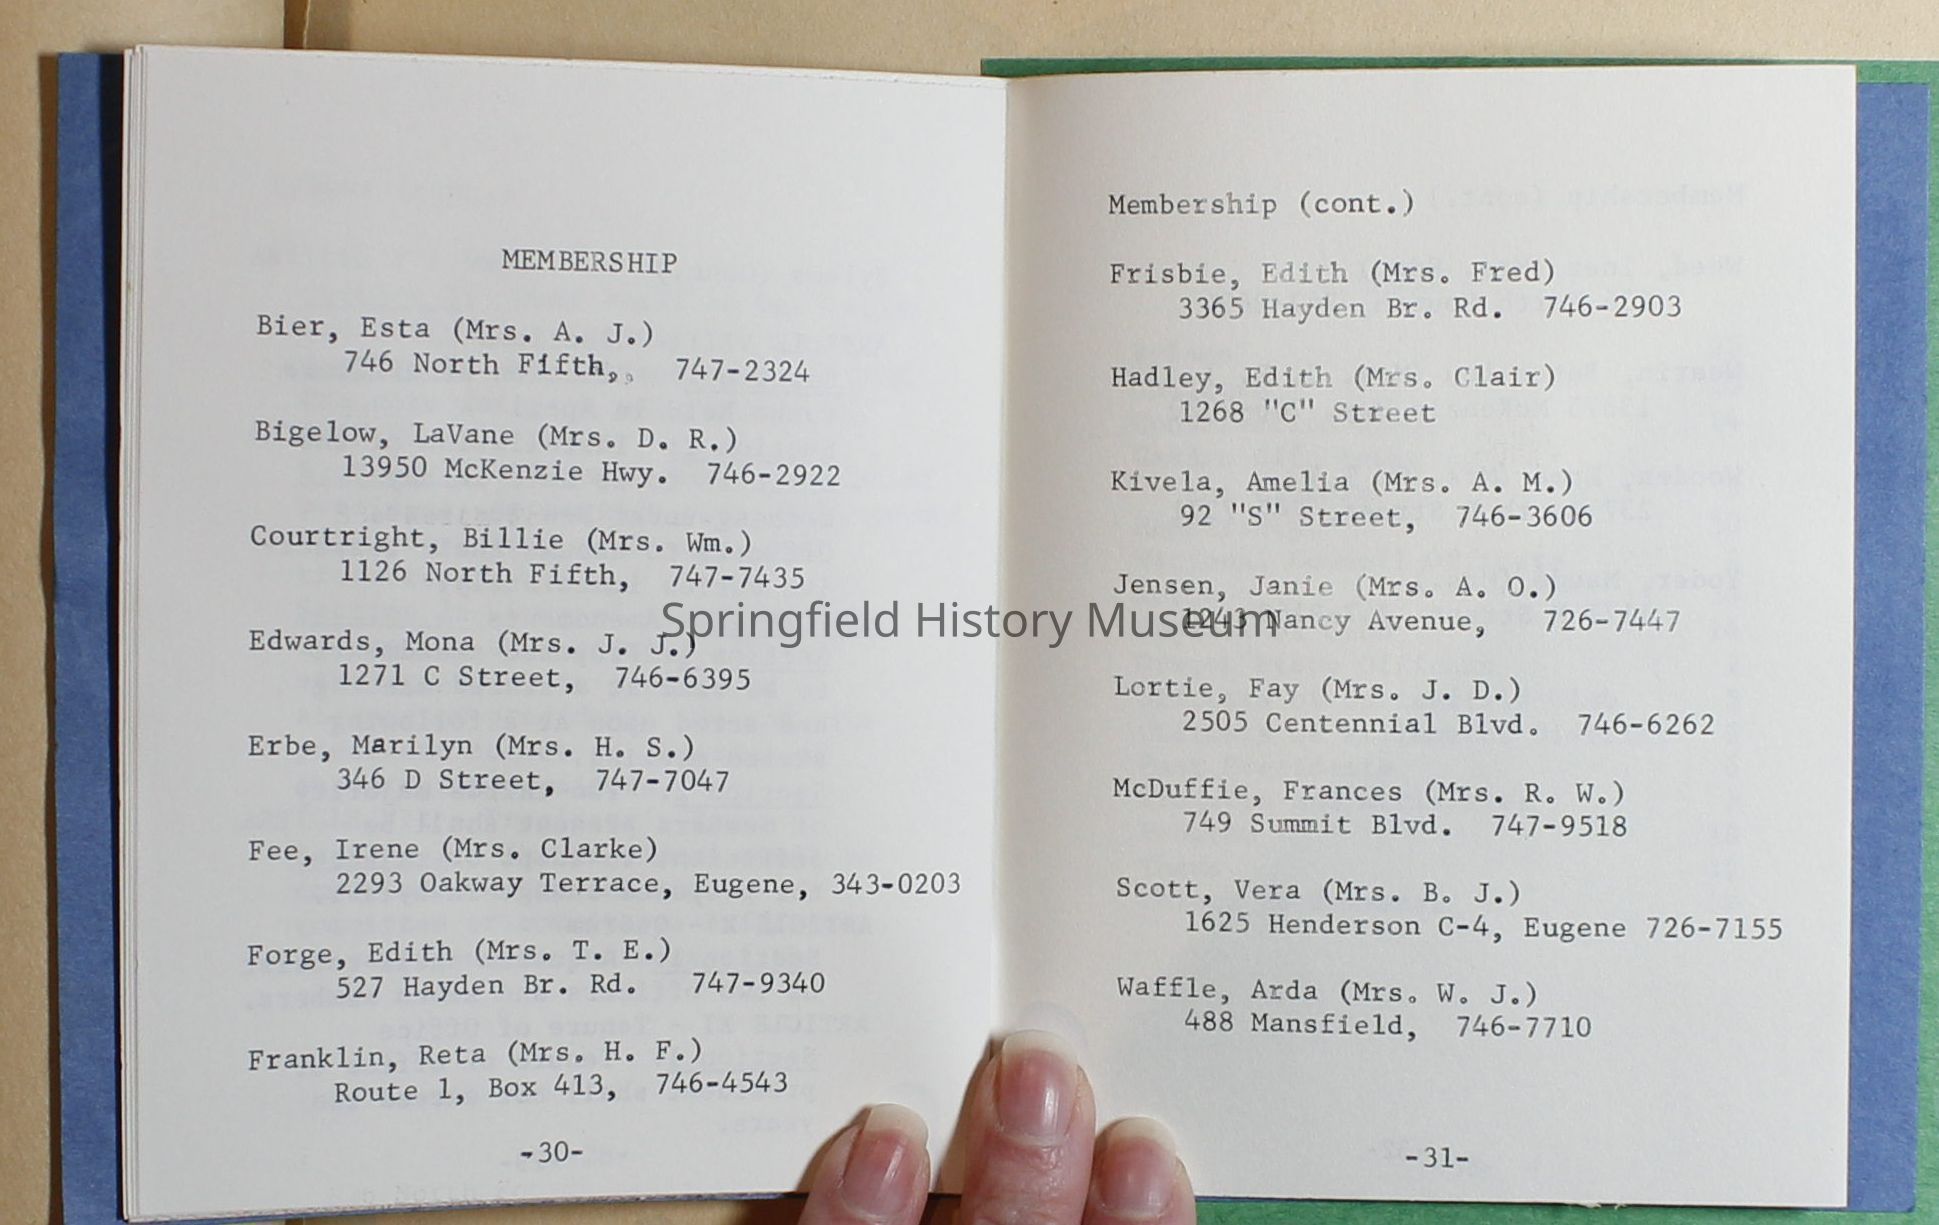 MEMBERSHIP
Bier, Esta (Mrs. A. J.)
746 North Fifth,, 747-2324
Bigelow, LaVane (Mrs. D. R.)
13950 McKenzie Hwy. 746-2922
Courtright, Billie (Mrs. Wm.)
1126 North Fifth, 747-7435
Edwards, Mona (Mrs. J. J.)
1271 C Street, 746-6395
Erbe, Marilyn (Mrs. H. S.)
346 D Street, 747-7047
Fee, Irene (Mrs. Clarke)
2293 Oakway Terrace, Eugene, 343-0203
Forge, Edith (Mrs. T. E.)
527 Hayden Br. Rd. 747-9340
Franklin, Reta (Mrs. H. F.)
Route 1, Box 413, 746-4543
-30-
Membership (cont.)
Frisbie, Edith (Mrs. Fred)
3365 Hayden Br. Rd. 746-2903
Hadley, Edith (Mrs. Clair)
1268 "C" Street
Kivela, Amelia (Mrs. A. M.)
92 "S" Street, 746-3606
Jensen, Janie (Mrs. A. O.)
1243 Nancy Avenue, 726-7447
Lortie, Fay (Mrs. J. D.)
2505 Centennial Blvd. 746-6262
McDuffie, Frances (Mrs. R. W.)
749 Summit Blvd. 747-9518
Scott, Vera (Mrs. B. J.)
1625 Henderson C-4, Eugene 726-7155
Waffle, Arda (Mrs. W. J.)
488 Mansfield, 746-7710
-31-
Springfield History Museum